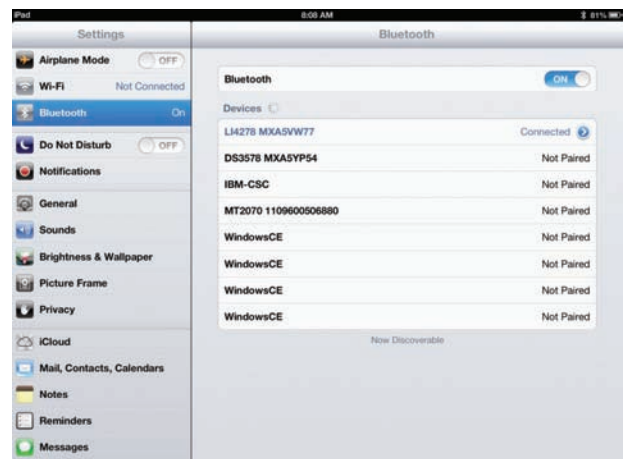 iPad
8:08 AM
81%
Settings
Bluetooth
Airplane Mode OFF
Wi-Fi Not Connected
Bluetooth On
Do Not Disturb OFF
Notifications
General
Sounds
Brightness & Wallpaper
Picture Frame
Privacy
iCloud
Mail, Contacts, Calendars
Notes
Reminders
Messages
Bluetooth ON
Devices
LI4278 MXA5VW77 Connected
DS3578 MXA5YP54 Not Paired
IBM-CSC Not Paired
MT2070 1109600506880 Not Paired
WindowsCE Not Paired
WindowsCE Not Paired
WindowsCE Not Paired
WindowsCE Not Paired
Now Discoverable